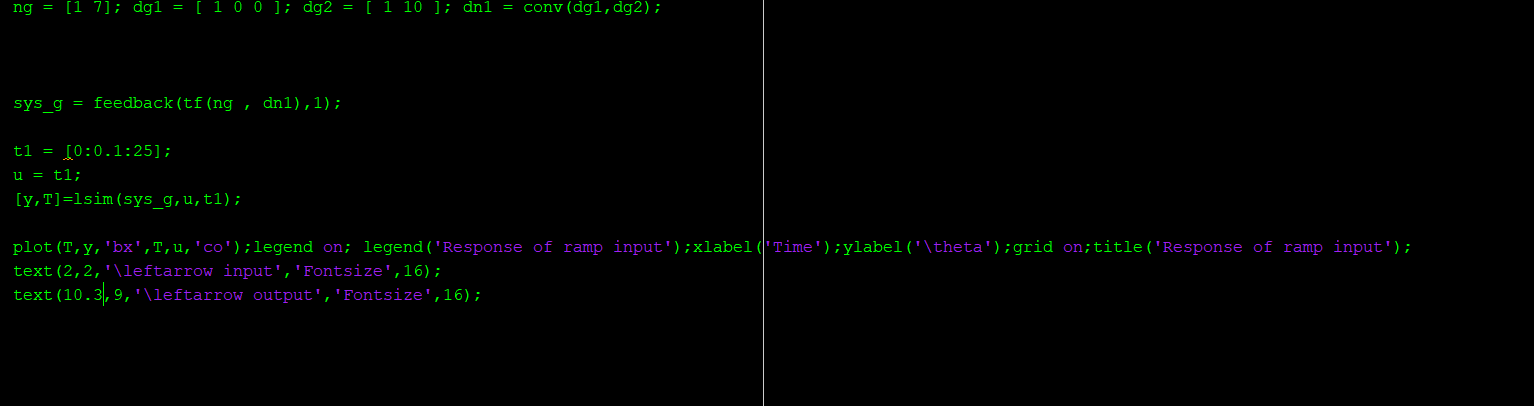 ng = [1 7]; dg1 = [ 1 0 0 ]; dg2 = [ 1 10 ]; dn1 = conv(dg1,dg2);
sys_g = feedback(tf(ng , dn1),1);
t1 = [0:0.1:25];
u = t1;
[y,T]=lsim(sys_g,u,t1);
plot(T,y,'bx',T,u,'co');legend on; legend('Response of ramp input');xlabel('Time');ylabel('\theta');grid on;title('Response of ramp input');
text(2,2,'\leftarrow input','Fontsize',16);
text(10.3,9,'\leftarrow output','Fontsize',16);